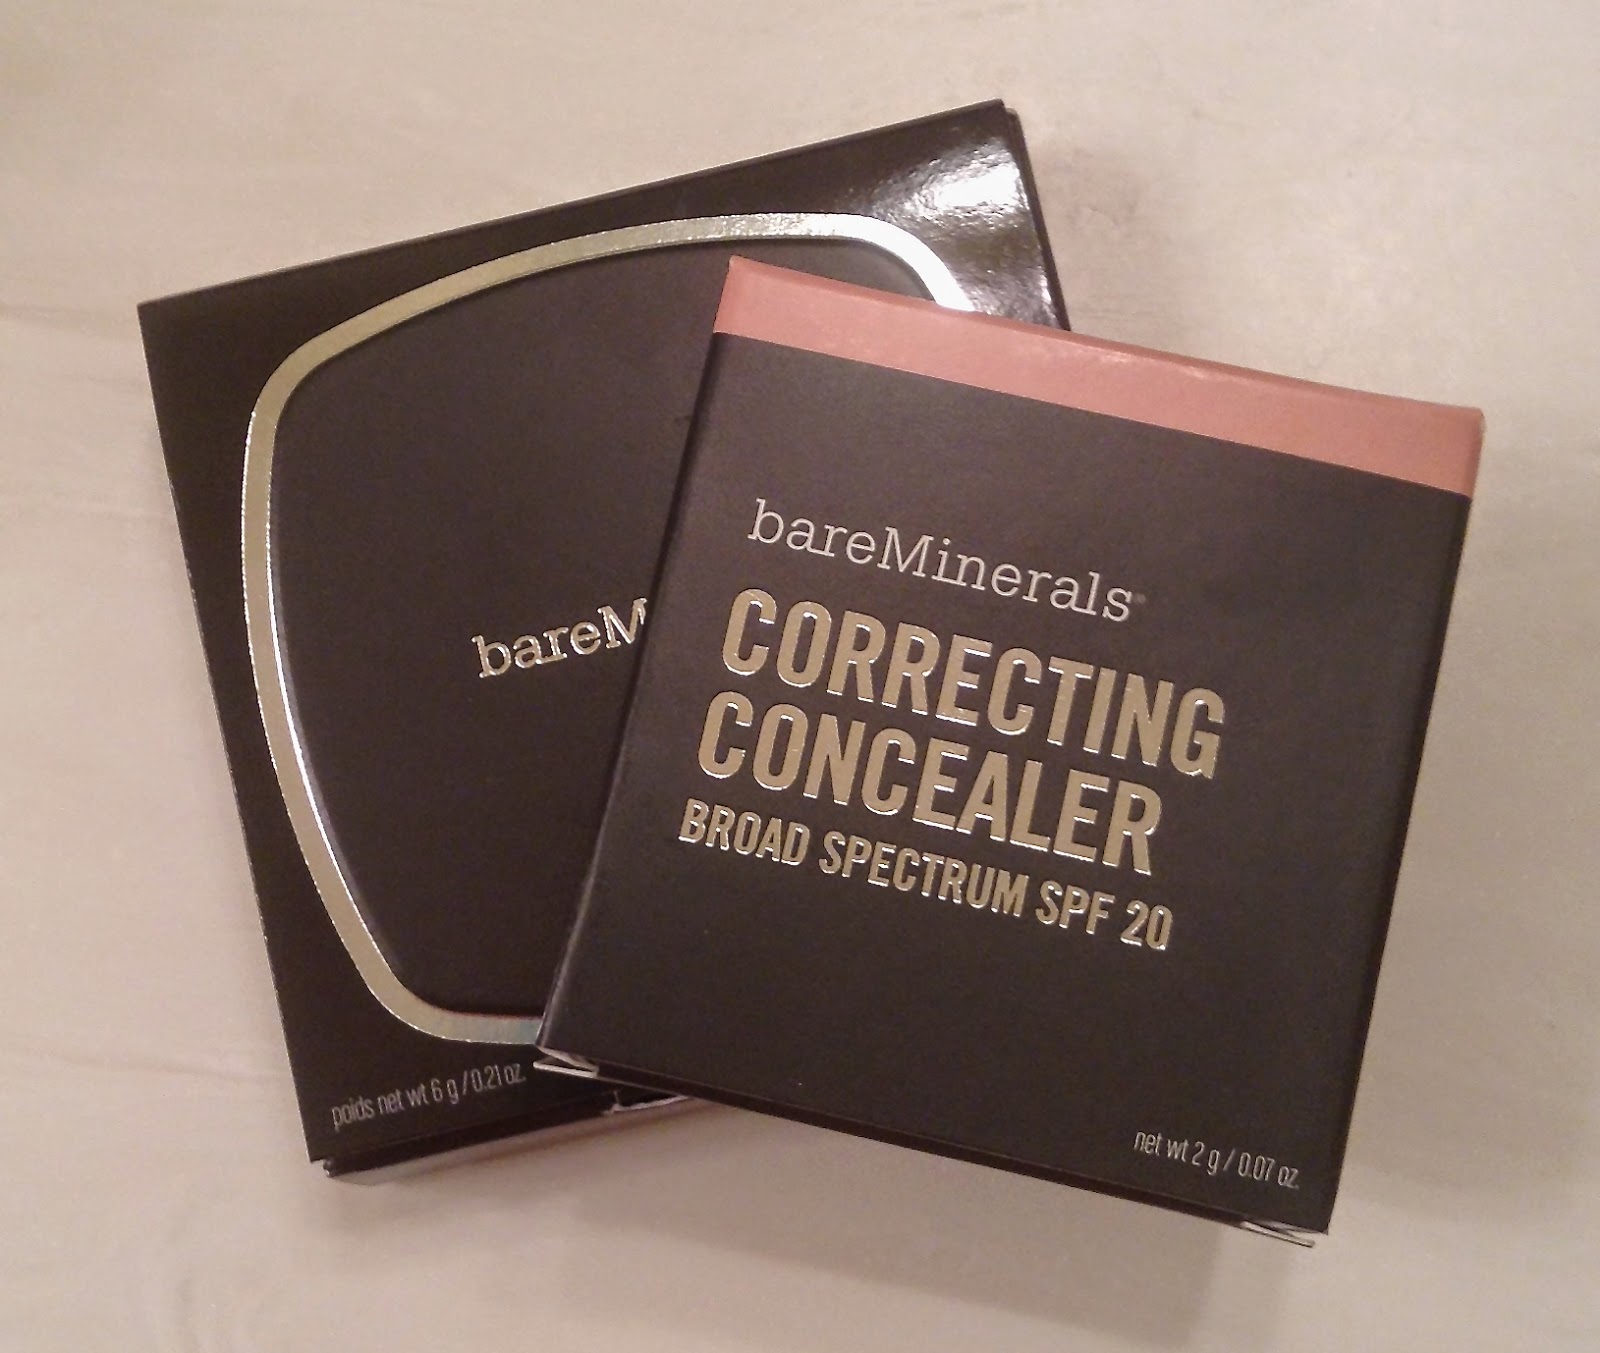 bareM
poids net wt 6 g / 0.21 oz.
bareMinerals
CORRECTING
CONCEALER
BROAD SPECTRUM SPF 20
net wt 2 g / 0.07 oz.